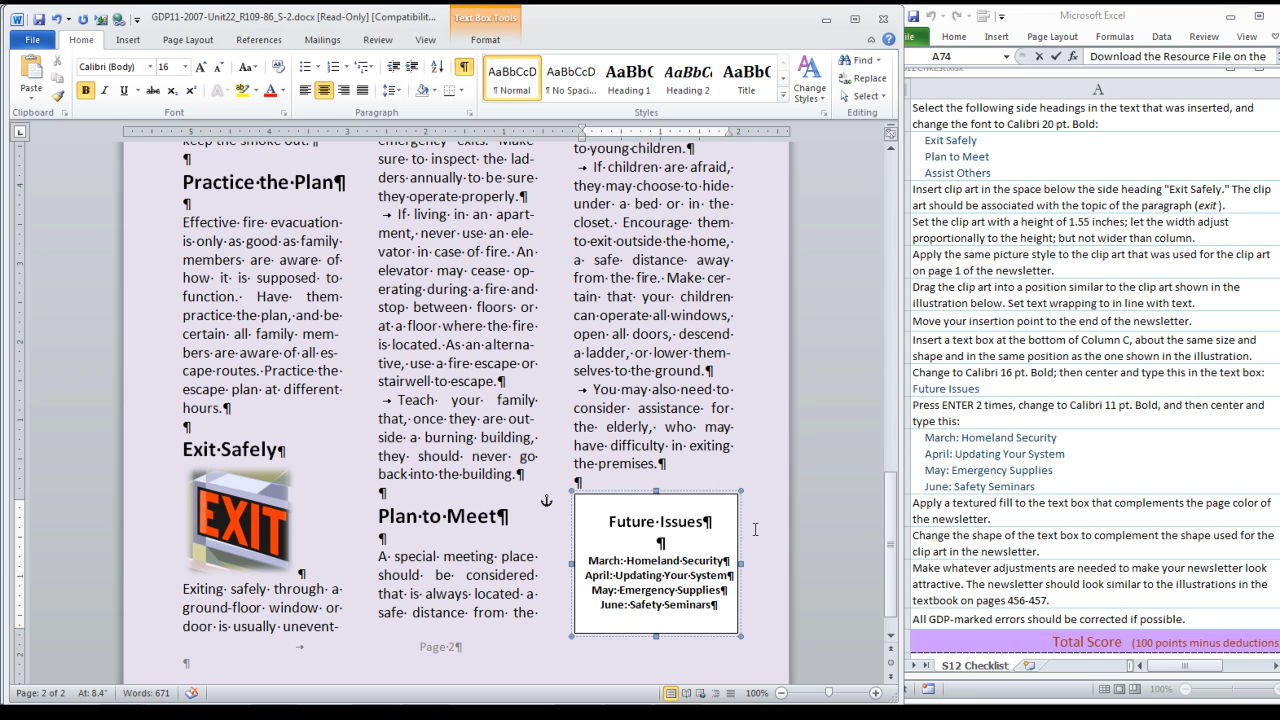 GDP11-2007-Unit22_R109-86_S-2.docx [Read-Only] [Compatibilit...
Text Box Tools
File Home Insert Page Layout References Mailings Review View Format
Paste
Calibri (Body) 16
Clipboard Font Paragraph Styles Editing
AaBbCcD AaBbCcD AaBb( AaBbCcI AaBb(
¶ Normal ¶ No Spaci... Heading 1 Heading 2 Title
Change Styles
Find
Replace
Select
keep the smoke out.¶
¶
Practice·the·Plan¶
¶
Effective fire evacuation
is only as good as family
members are aware of
how it is supposed to
function. Have them
practice the plan, and be
certain all family mem-
bers are aware of all es-
cape routes. Practice the
escape plan at different
hours.¶
¶
Exit·Safely¶
EXIT
¶
Exiting safely through a
ground-floor window or
door is usually unevent-
emergency exits. Make
sure to inspect the lad-
ders annually to be sure
they operate properly.¶
→ If living in an apart-
ment, never use an ele-
vator in case of fire. An
elevator may cease op-
erating during a fire and
stop between floors or
at a floor where the fire
is located. As an alterna-
tive, use a fire escape or
stairwell to escape.¶
→ Teach your family
that, once they are out-
side a burning building,
they should never go
back into the building.¶
¶
Plan·to·Meet¶
¶
A special meeting place
should be considered
that is always located a
safe distance from the
to young children.¶
→ If children are afraid,
they may choose to hide
under a bed or in the
closet. Encourage them
to exit outside the home,
a safe distance away
from the fire. Make cer-
tain that your children
can operate all windows,
open all doors, descend
a ladder, or lower them-
selves to the ground.¶
→ You may also need to
consider assistance for
the elderly, who may
have difficulty in exiting
the premises.¶
¶
Future·Issues¶
¶
March:·Homeland·Security¶
April:·Updating·Your·System¶
May:·Emergency·Supplies¶
June:·Safety·Seminars¶
→ Page·2¶
¶
Page: 2 of 2 At: 8.4" Words: 671 100%
Microsoft Excel
ile Home Insert Page Layout Formulas Data Review View
A74 fx Download the Resource File on the
A
Select the following side headings in the text that was inserted, and
change the font to Calibri 20 pt. Bold:
Exit Safely
Plan to Meet
Assist Others
Insert clip art in the space below the side heading "Exit Safely." The clip
art should be associated with the topic of the paragraph (exit ).
Set the clip art with a height of 1.55 inches; let the width adjust
proportionally to the height; but not wider than column.
Apply the same picture style to the clip art that was used for the clip art
on page 1 of the newsletter.
Drag the clip art into a position similar to the clip art shown in the
illustration below. Set text wrapping to in line with text.
Move your insertion point to the end of the newsletter.
Insert a text box at the bottom of Column C, about the same size and
shape and in the same position as the one shown in the illustration.
Change to Calibri 16 pt. Bold; then center and type this in the text box:
Future Issues
Press ENTER 2 times, change to Calibri 11 pt. Bold, and then center and
type this:
March: Homeland Security
April: Updating Your System
May: Emergency Supplies
June: Safety Seminars
Apply a textured fill to the text box that complements the page color of
the newsletter.
Change the shape of the text box to complement the shape used for the
clip art in the newsletter.
Make whatever adjustments are needed to make your newsletter look
attractive. The newsletter should look similar to the illustrations in the
textbook on pages 456-457.
All GDP-marked errors should be corrected if possible.
Total Score (100 points minus deductions
S12 Checklist
100%